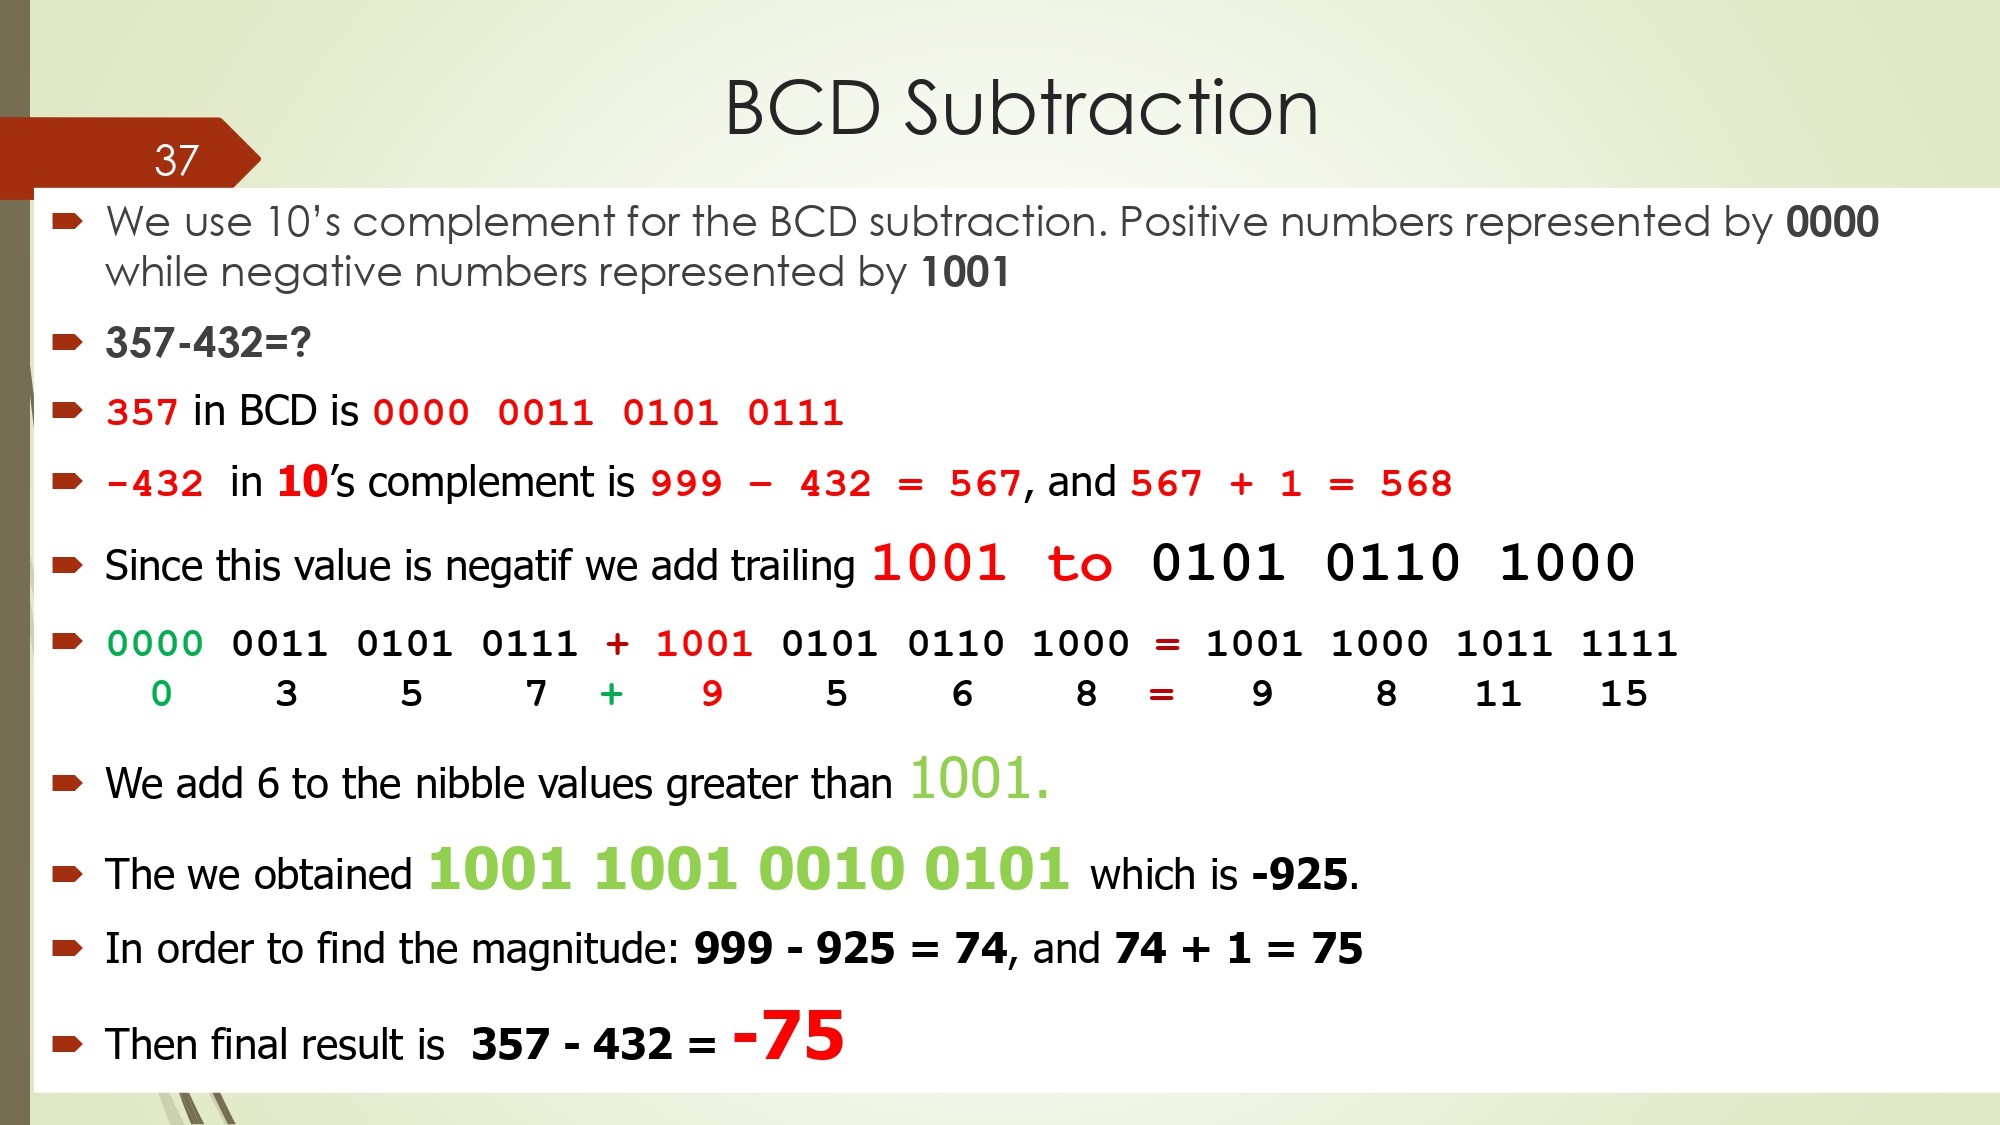 BCD Subtraction
37
We use 10’s complement for the BCD subtraction. Positive numbers represented by 0000
while negative numbers represented by 1001
357-432=?
357 in BCD is 0000 0011 0101 0111
-432 in 10’s complement is 999 – 432 = 567, and 567 + 1 = 568
Since this value is negatif we add trailing 1001 to 0101 0110 1000
0000 0011 0101 0111 + 1001 0101 0110 1000 = 1001 1000 1011 1111
0 3 5 7 + 9 5 6 8 = 9 8 11 15
We add 6 to the nibble values greater than 1001.
The we obtained 1001 1001 0010 0101 which is -925.
In order to find the magnitude: 999 - 925 = 74, and 74 + 1 = 75
Then final result is 357 - 432 = -75